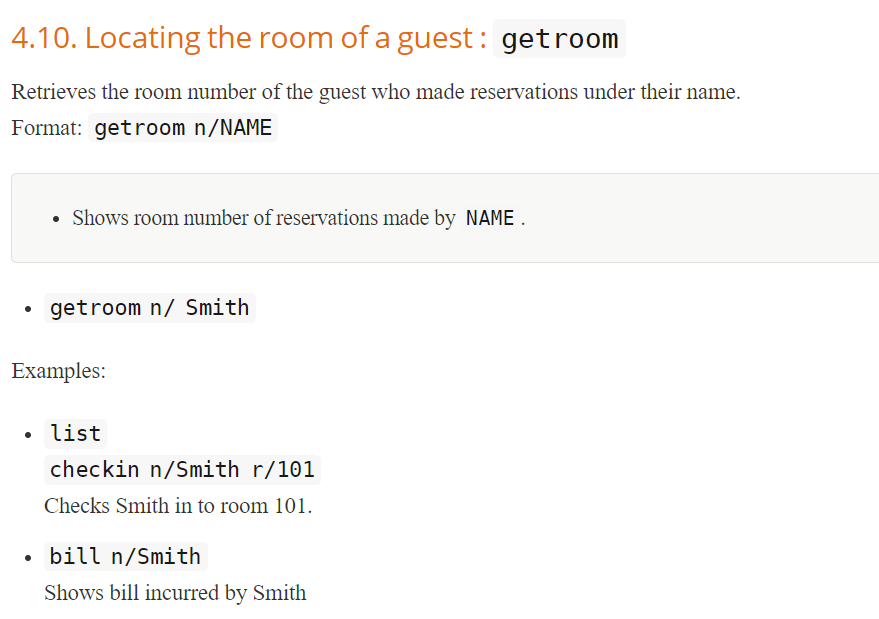 4.10. Locating the room of a guest : getroom
Retrieves the room number of the guest who made reservations under their name.
Format: getroom n/NAME
• Shows room number of reservations made by NAME .
• getroom n/ Smith
Examples:
• list
checkin n/Smith r/101
Checks Smith in to room 101.
• bill n/Smith
Shows bill incurred by Smith